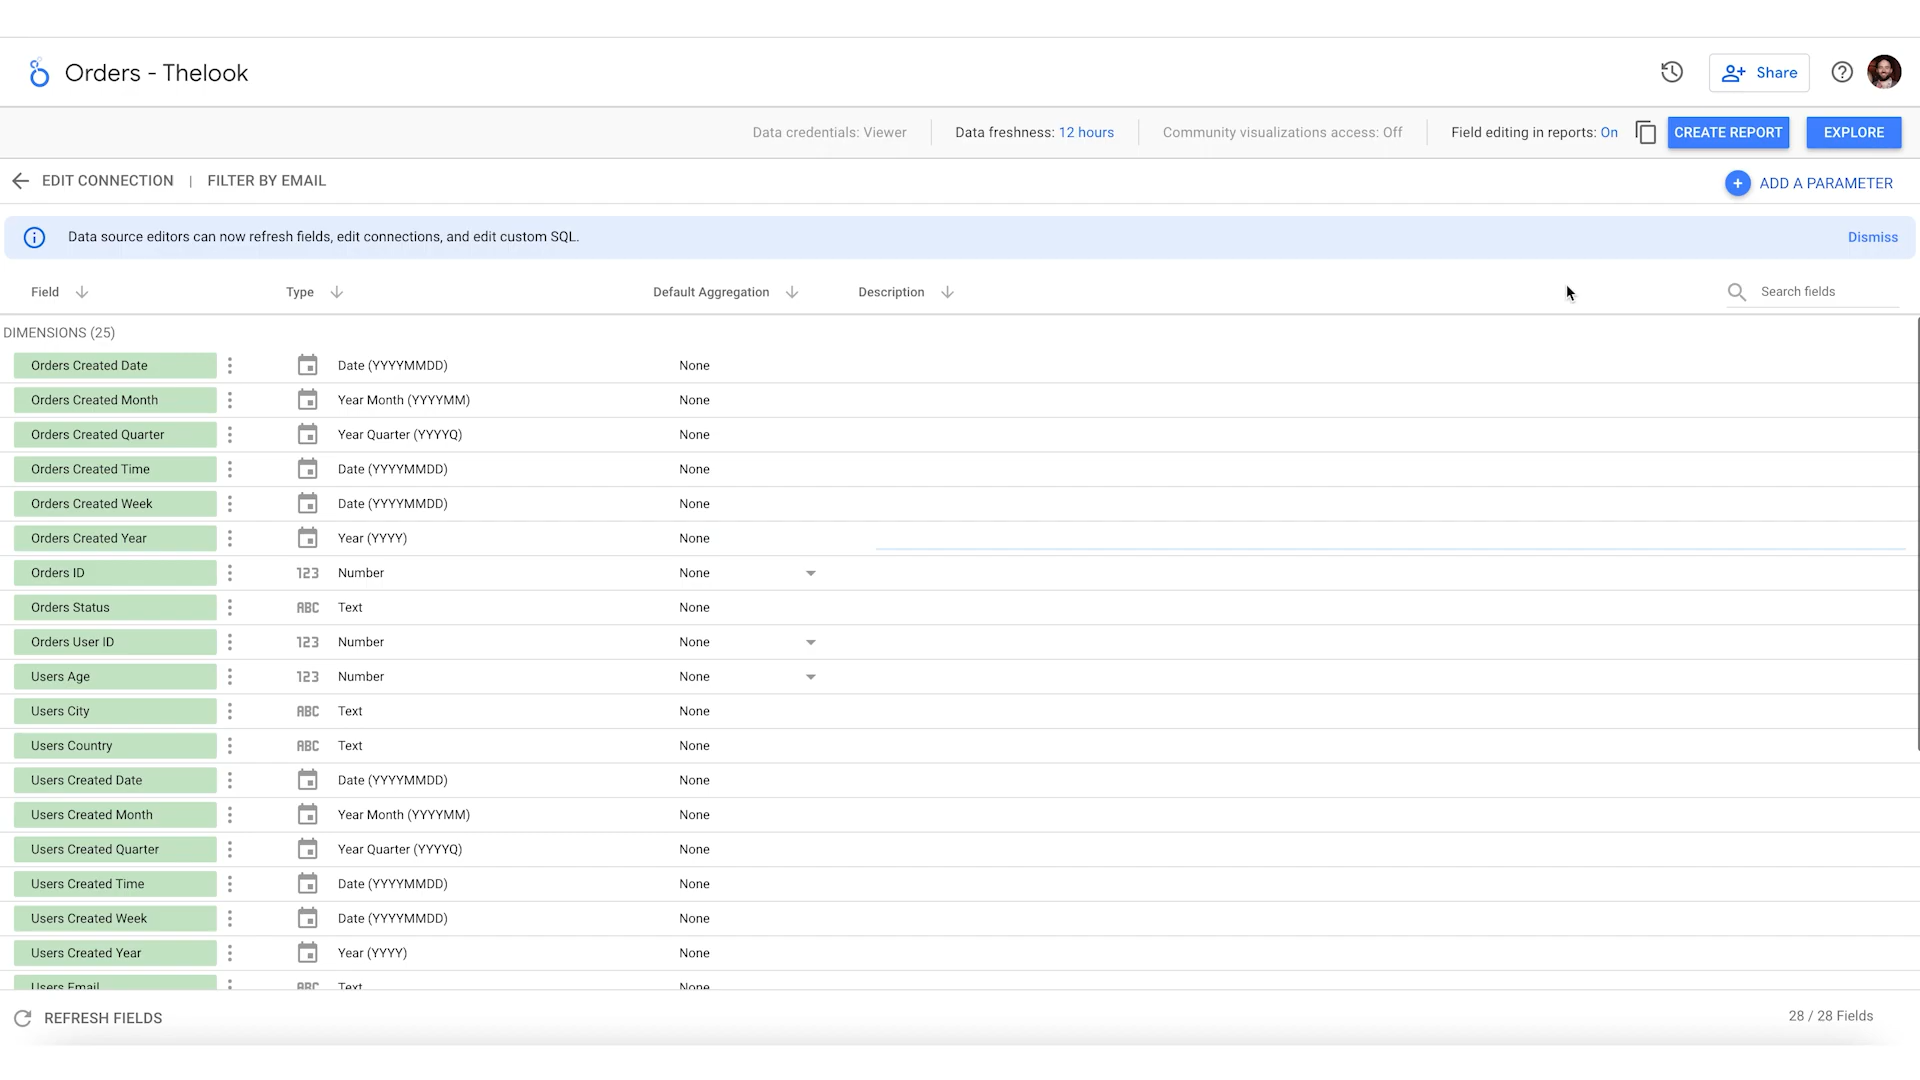 Orders - Thelook
Share
Data credentials: Viewer
Data freshness: 12 hours
Community visualizations access: Off
Field editing in reports: On
CREATE REPORT
EXPLORE
EDIT CONNECTION | FILTER BY EMAIL
ADD A PARAMETER
Data source editors can now refresh fields, edit connections, and edit custom SQL.
Dismiss
Field Type Default Aggregation Description Search fields
DIMENSIONS (25)
Orders Created Date Date (YYYYMMDD) None
Orders Created Month Year Month (YYYYMM) None
Orders Created Quarter Year Quarter (YYYYQ) None
Orders Created Time Date (YYYYMMDD) None
Orders Created Week Date (YYYYMMDD) None
Orders Created Year Year (YYYY) None
Orders ID 123 Number None
Orders Status ABC Text None
Orders User ID 123 Number None
Users Age 123 Number None
Users City ABC Text None
Users Country ABC Text None
Users Created Date Date (YYYYMMDD) None
Users Created Month Year Month (YYYYMM) None
Users Created Quarter Year Quarter (YYYYQ) None
Users Created Time Date (YYYYMMDD) None
Users Created Week Date (YYYYMMDD) None
Users Created Year Year (YYYY) None
Users Email ABC Text None
REFRESH FIELDS
28 / 28 Fields